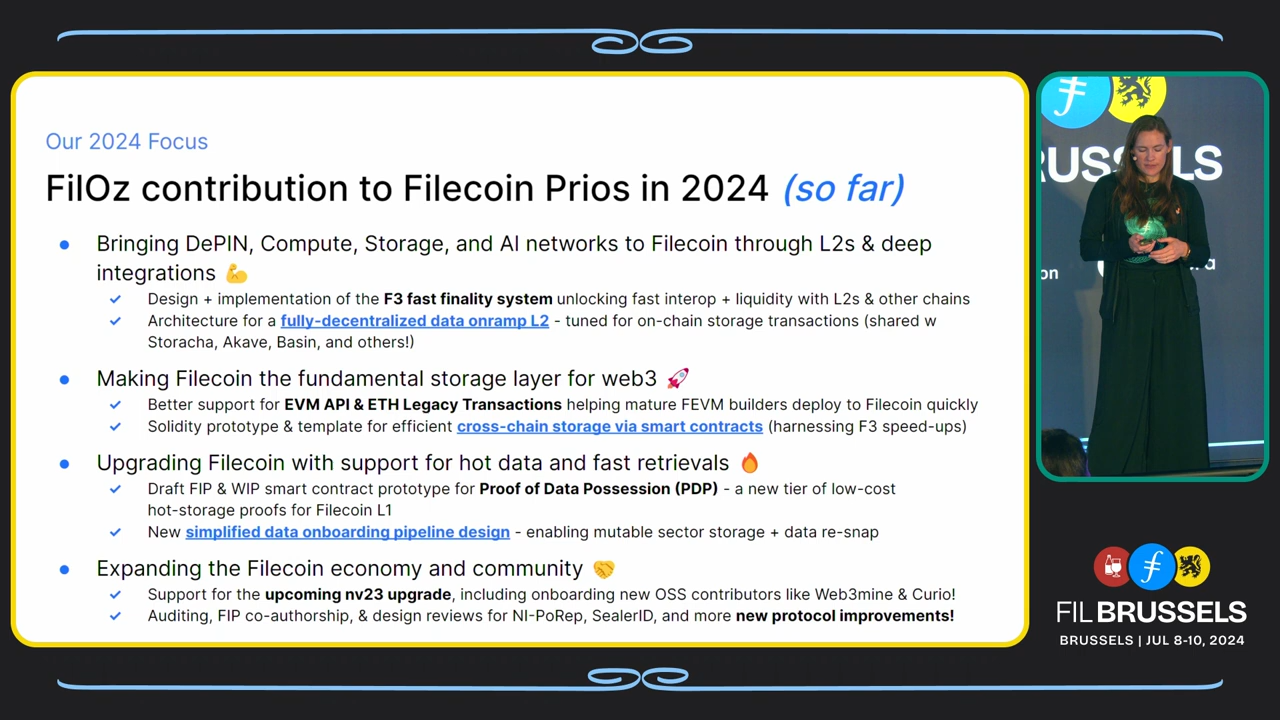 Our 2024 Focus
FilOz contribution to Filecoin Prios in 2024 (so far)
● Bringing DePIN, Compute, Storage, and AI networks to Filecoin through L2s & deep
integrations 💪
✓ Design + implementation of the F3 fast finality system unlocking fast interop + liquidity with L2s & other chains
✓ Architecture for a fully-decentralized data onramp L2 - tuned for on-chain storage transactions (shared w
Storacha, Akave, Basin, and others!)
● Making Filecoin the fundamental storage layer for web3 🚀
✓ Better support for EVM API & ETH Legacy Transactions helping mature FEVM builders deploy to Filecoin quickly
✓ Solidity prototype & template for efficient cross-chain storage via smart contracts (harnessing F3 speed-ups)
● Upgrading Filecoin with support for hot data and fast retrievals 🔥
✓ Draft FIP & WIP smart contract prototype for Proof of Data Possession (PDP) - a new tier of low-cost
hot-storage proofs for Filecoin L1
✓ New simplified data onboarding pipeline design - enabling mutable sector storage + data re-snap
● Expanding the Filecoin economy and community 🤝
✓ Support for the upcoming nv23 upgrade, including onboarding new OSS contributors like Web3mine & Curio!
✓ Auditing, FIP co-authorship, & design reviews for NI-PoRep, SealerID, and more new protocol improvements!
RUSSELS
on
FIL BRUSSELS
BRUSSELS | JUL 8-10, 2024